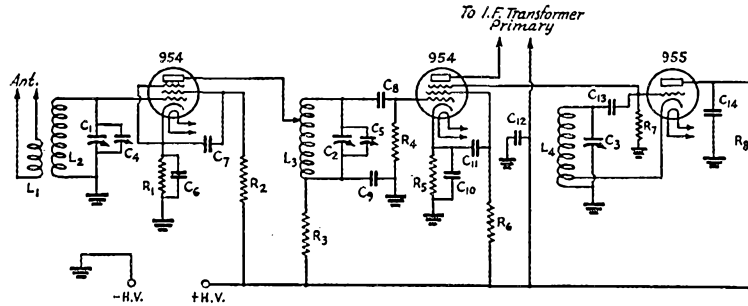 To I.F. Transformer
Primary
954
954
955
Ant.
L1
L2
C1
C4
C7
R1
C6
R2
C8
L3
C2
C5
R4
C9
R3
R5
C10
C11
C12
R6
C13
L4
C3
R7
C14
R8
-H.V.
+H.V.